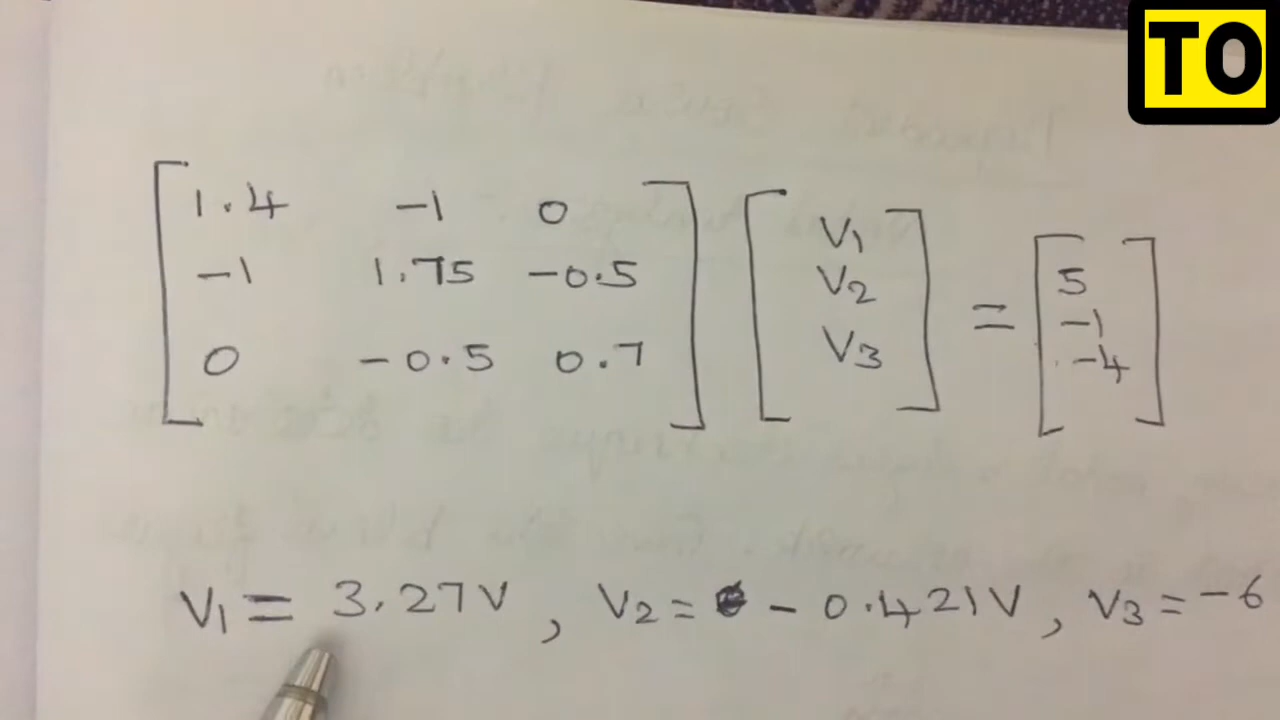 TO
1.4 -1 0
-1 1.75 -0.5
0 -0.5 0.7
V1
V2
V3
=
5
-1
-4
V1 = 3.27V, V2 = - 0.421V, V3 = -6